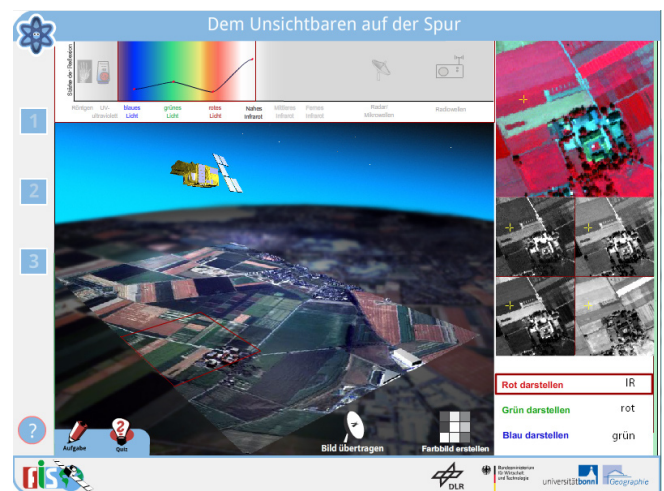 Dem Unsichtbaren auf der Spur
Stärke der Reflexion
Röntgen UV- blaues grünes rotes Nahes Mittleres Fernes Radar/ Radiowellen
ultraviolett Licht Licht Licht Infrarot Infrarot Infrarot Mikrowellen
1
2
3
?
Aufgabe
Quiz
Bild übertragen
Farbbild erstellen
Rot darstellen IR
Grün darstellen rot
Blau darstellen grün
fis
DLR
Bundesministerium
für Wirtschaft
und Technologie
universitätbonn
Geographie